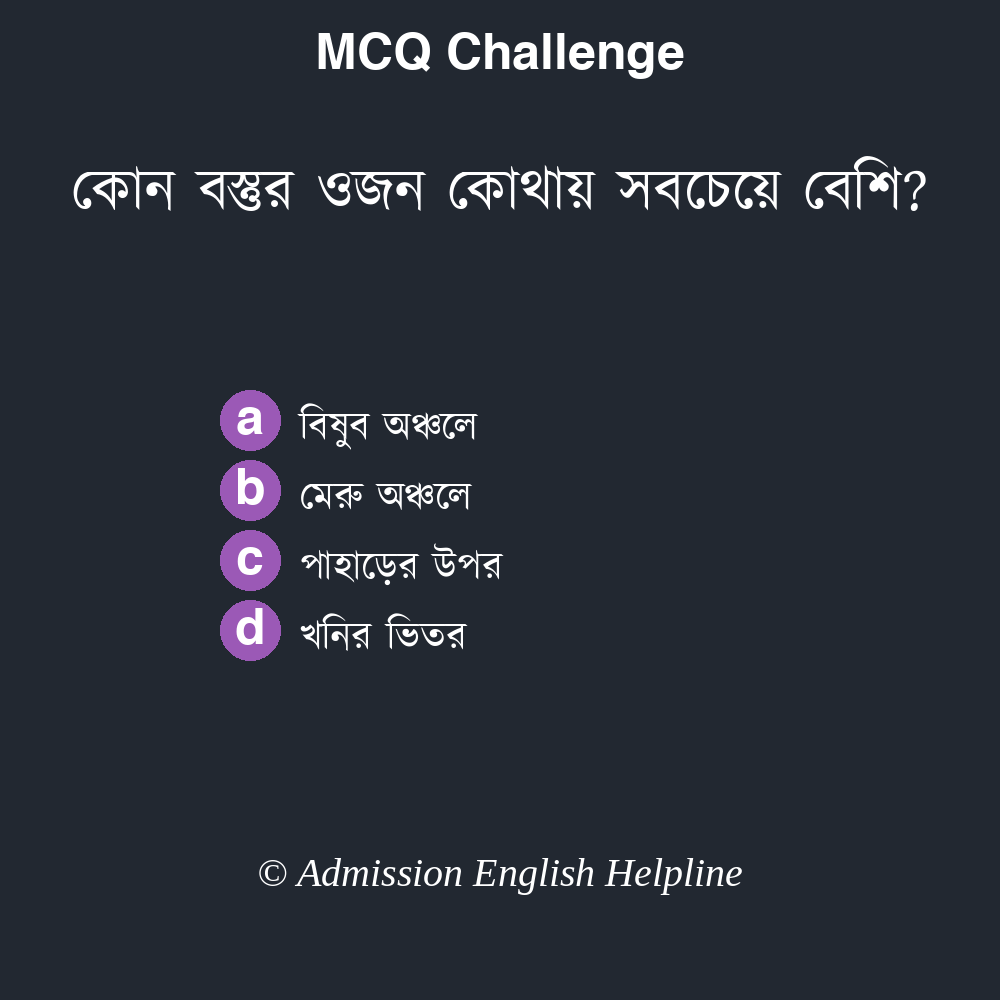 MCQ Challenge
কোন বস্তুর ওজন কোথায় সবচেয়ে বেশি?
a বিষুব অঞ্চলে
b মেরু অঞ্চলে
c পাহাড়ের উপর
d খনির ভিতর
© Admission English Helpline